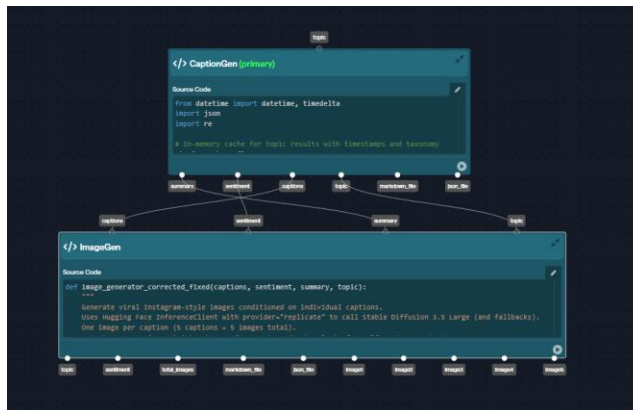 topic
</> CaptionGen (primary)
Source Code
from datetime import datetime, timedelta
import json
import re
# In-memory cache for topic results with timestamps and taxonomy
summary sentiment captions topic markdown_file json_file
captions sentiment summary topic
</> ImageGen
Source Code
def image_generator_corrected_fixed(captions, sentiment, summary, topic):
"""
Generate viral Instagram-style images conditioned on individual captions.
Uses Hugging Face InferenceClient with provider="replicate" to call Stable Diffusion 3.5 Large (and fallbacks).
One image per caption (5 captions = 5 images total).
topic sentiment total_images markdown_file json_file image1 image2 image3 image4 image5